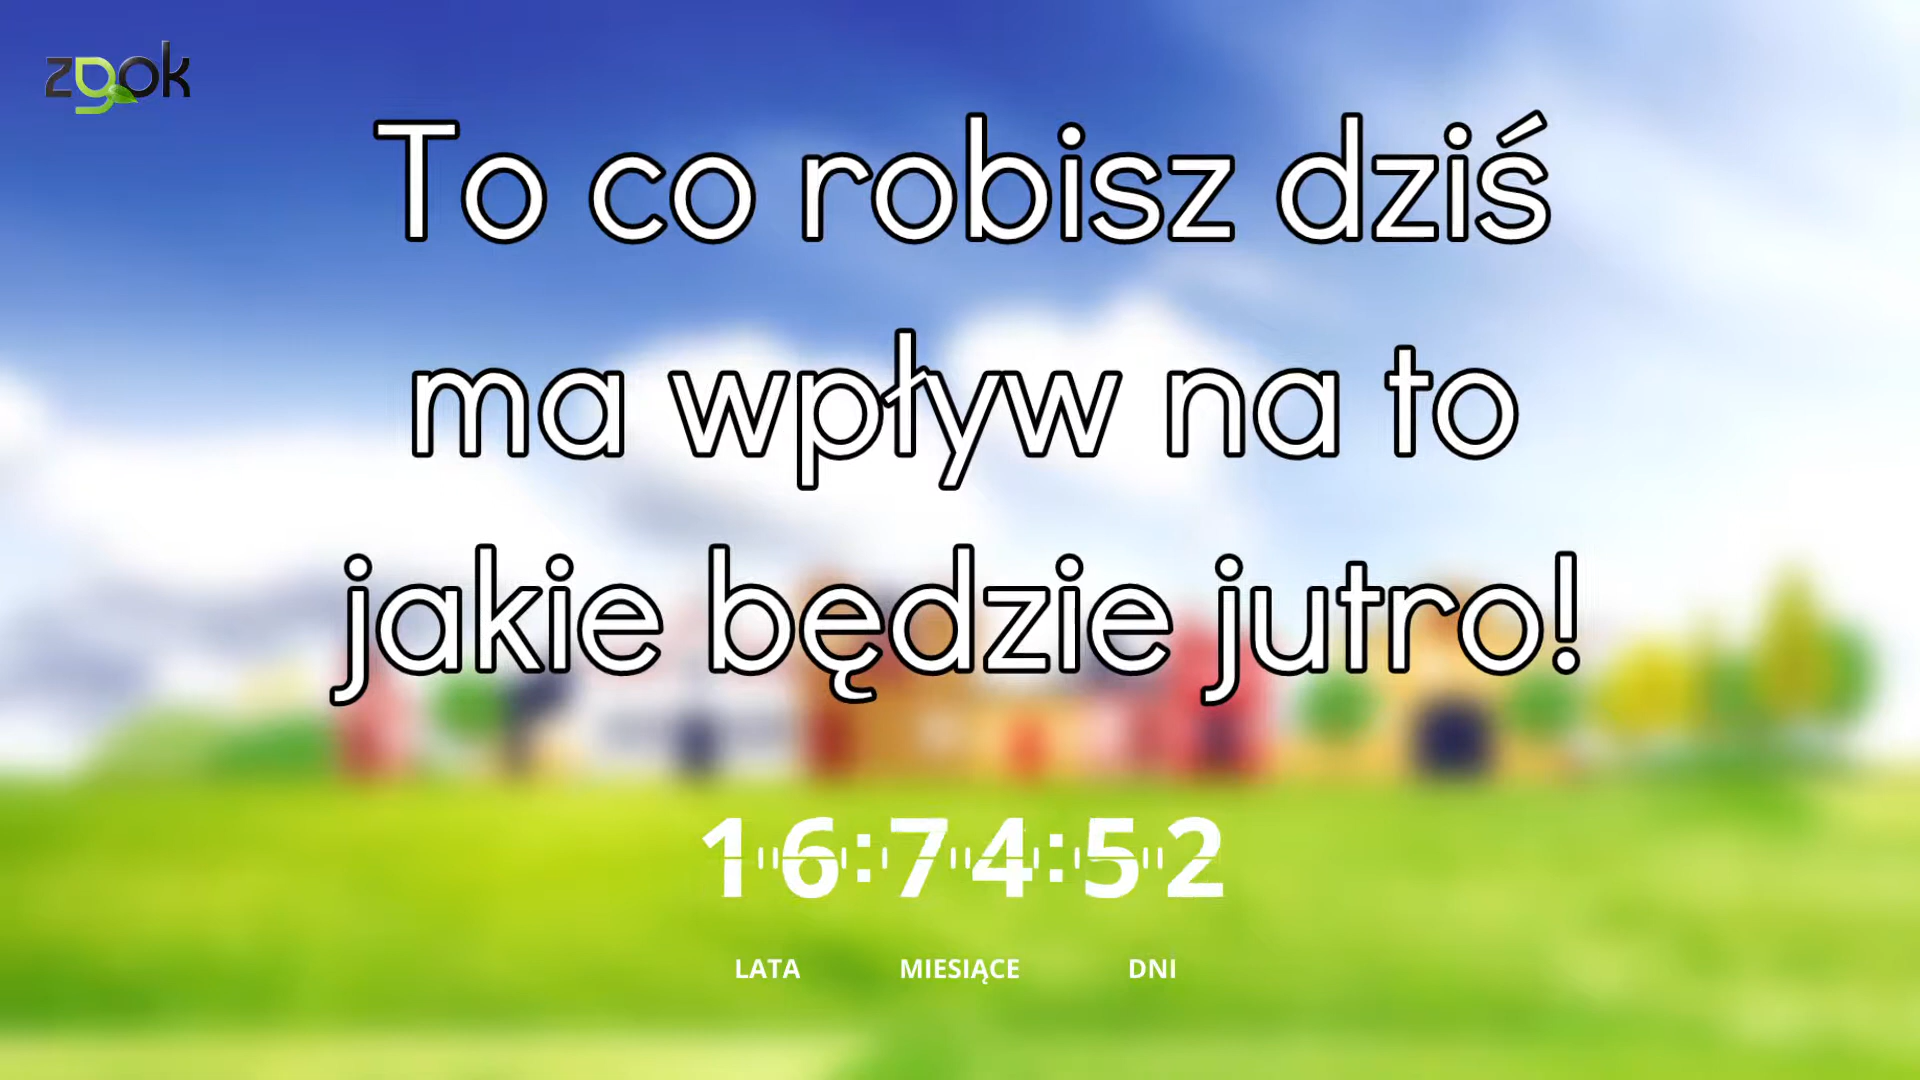 zgok
To co robisz dziś
ma wpływ na to
jakie będzie jutro!
16:74:52
LATA MIESIĄCE DNI